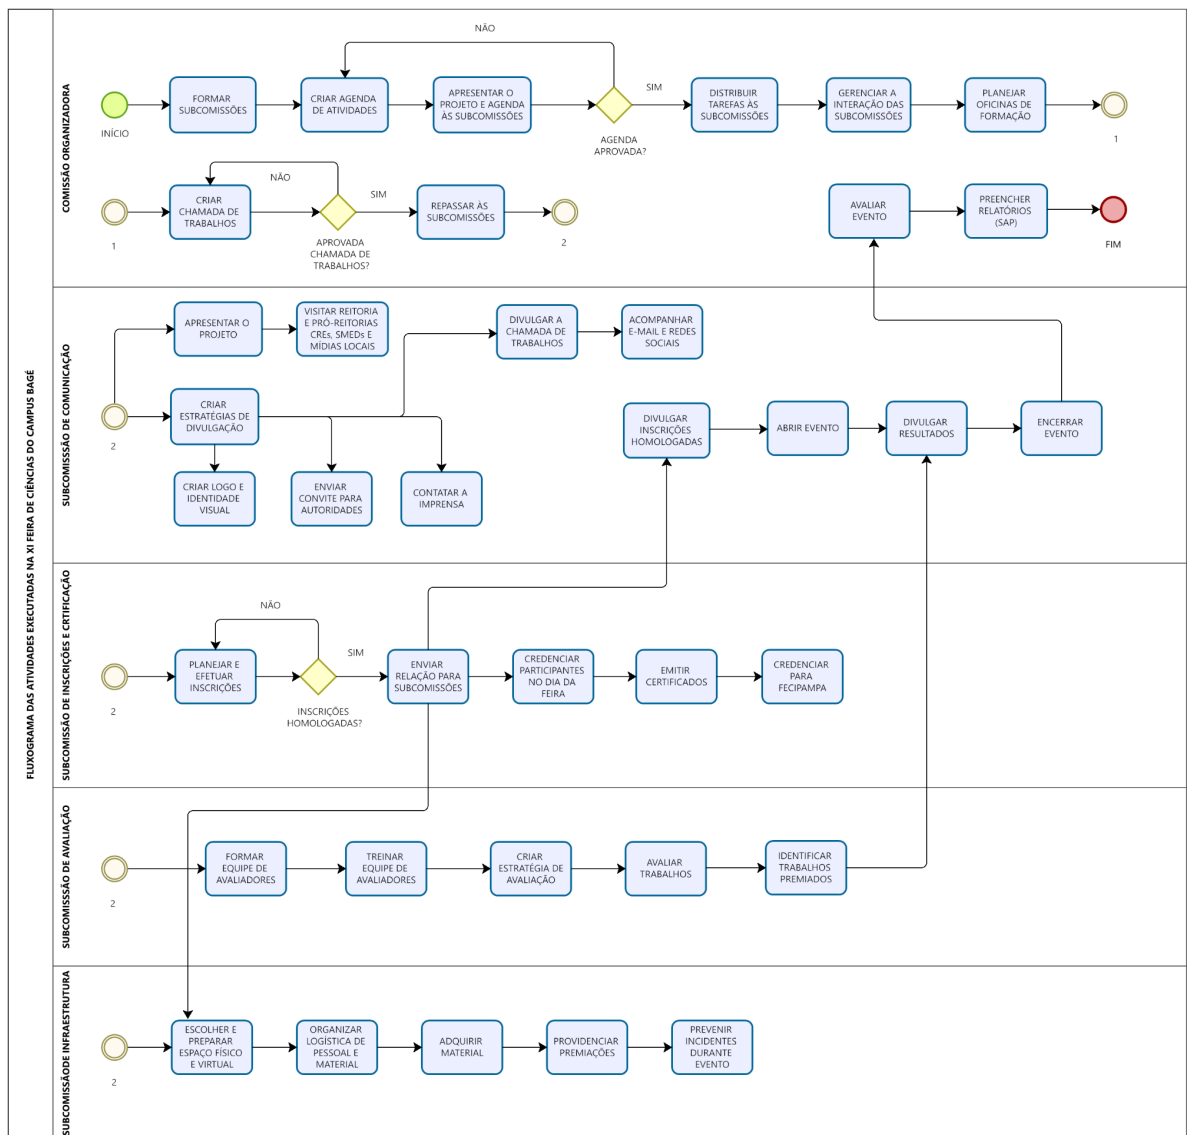 FLUXOGRAMA DAS ATIVIDADES EXECUTADAS NA XI FEIRA DE CIÊNCIAS DO CAMPUS BAGÉ
COMISSÃO ORGANIZADORA
NÃO
INÍCIO
FORMAR
SUBCOMISSÕES
CRIAR AGENDA
DE ATIVIDADES
APRESENTAR O
PROJETO E AGENDA
ÀS SUBCOMISSÕES
AGENDA
APROVADA?
SIM
DISTRIBUIR
TAREFAS ÀS
SUBCOMISSÕES
GERENCIAR A
INTERAÇÃO DAS
SUBCOMISSÕES
PLANEJAR
OFICINAS DE
FORMAÇÃO
1
1
CRIAR
CHAMADA DE
TRABALHOS
NÃO
APROVADA
CHAMADA DE
TRABALHOS?
SIM
REPASSAR ÀS
SUBCOMISSÕES
2
AVALIAR
EVENTO
PREENCHER
RELATÓRIOS
(SAP)
FIM
SUBCOMISSSÃO DE COMUNICAÇÃO
APRESENTAR O
PROJETO
VISITAR REITORIA
E PRÓ-REITORIAS
CREs, SMEDs E
MÍDIAS LOCAIS
DIVULGAR A
CHAMADA DE
TRABALHOS
ACOMPANHAR
E-MAIL E REDES
SOCIAIS
2
CRIAR
ESTRATÉGIAS DE
DIVULGAÇÃO
CRIAR LOGO E
IDENTIDADE
VISUAL
ENVIAR
CONVITE PARA
AUTORIDADES
CONTATAR A
IMPRENSA
DIVULGAR
INSCRIÇÕES
HOMOLOGADAS
ABRIR EVENTO
DIVULGAR
RESULTADOS
ENCERRAR
EVENTO
SUBCOMISSÃO DE INSCRIÇÕES E CRTIFICAÇÃO
2
NÃO
PLANEJAR E
EFETUAR
INSCRIÇÕES
INSCRIÇÕES
HOMOLOGADAS?
SIM
ENVIAR
RELAÇÃO PARA
SUBCOMISSÕES
CREDENCIAR
PARTICIPANTES
NO DIA DA
FEIRA
EMITIR
CERTIFICADOS
CREDENCIAR
PARA
FECIPAMPA
SUBCOMISSÃO DE AVALIAÇÃO
2
FORMAR
EQUIPE DE
AVALIADORES
TREINAR
EQUIPE DE
AVALIADORES
CRIAR
ESTRATÉGIA DE
AVALIAÇÃO
AVALIAR
TRABALHOS
IDENTIFICAR
TRABALHOS
PREMIADOS
SUBCOMISSÃODE INFRAESTRUTURA
2
ESCOLHER E
PREPARAR
ESPAÇO FÍSICO
E VIRTUAL
ORGANIZAR
LOGÍSTICA DE
PESSOAL E
MATERIAL
ADQUIRIR
MATERIAL
PROVIDENCIAR
PREMIAÇÕES
PREVENIR
INCIDENTES
DURANTE
EVENTO